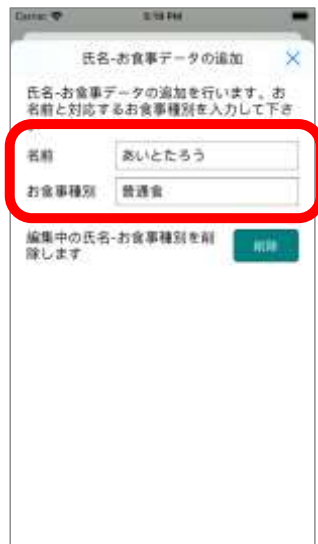 Carrier
5:18 PM
氏名-お食事データの追加
氏名-お食事データの追加を行います。お
名前と対応するお食事種別を入力して下さ
名前
あいとたろう
お食事種別
普通食
編集中の氏名-お食事種別を削
除します
削除